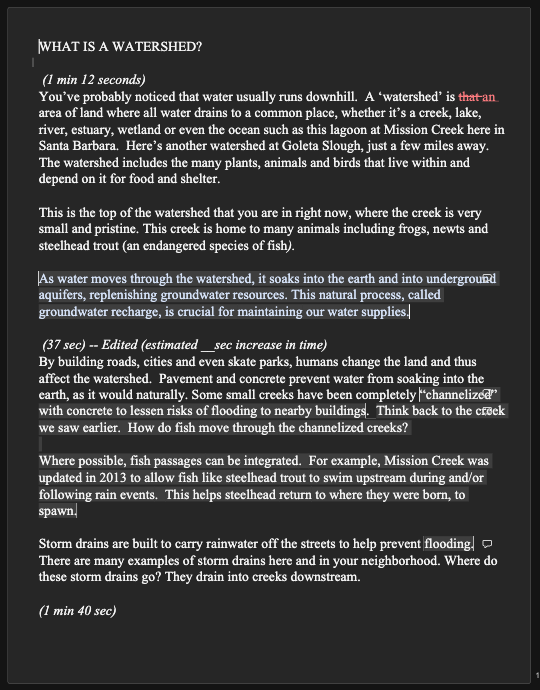 WHAT IS A WATERSHED?
(1 min 12 seconds)
You’ve probably noticed that water usually runs downhill.  A ‘watershed’ is that an
area of land where all water drains to a common place, whether it’s a creek, lake,
river, estuary, wetland or even the ocean such as this lagoon at Mission Creek here in
Santa Barbara.  Here’s another watershed at Goleta Slough, just a few miles away.
The watershed includes the many plants, animals and birds that live within and
depend on it for food and shelter.
This is the top of the watershed that you are in right now, where the creek is very
small and pristine. This creek is home to many animals including frogs, newts and
steelhead trout (an endangered species of fish).
As water moves through the watershed, it soaks into the earth and into underground
aquifers, replenishing groundwater resources. This natural process, called
groundwater recharge, is crucial for maintaining our water supplies.
(37 sec) -- Edited (estimated __sec increase in time)
By building roads, cities and even skate parks, humans change the land and thus
affect the watershed.  Pavement and concrete prevent water from soaking into the
earth, as it would naturally. Some small creeks have been completely “channelized”
with concrete to lessen risks of flooding to nearby buildings.  Think back to the creek
we saw earlier.  How do fish move through the channelized creeks?
Where possible, fish passages can be integrated.  For example, Mission Creek was
updated in 2013 to allow fish like steelhead trout to swim upstream during and/or
following rain events.  This helps steelhead return to where they were born, to
spawn.
Storm drains are built to carry rainwater off the streets to help prevent flooding.
There are many examples of storm drains here and in your neighborhood. Where do
these storm drains go? They drain into creeks downstream.
(1 min 40 sec)
1